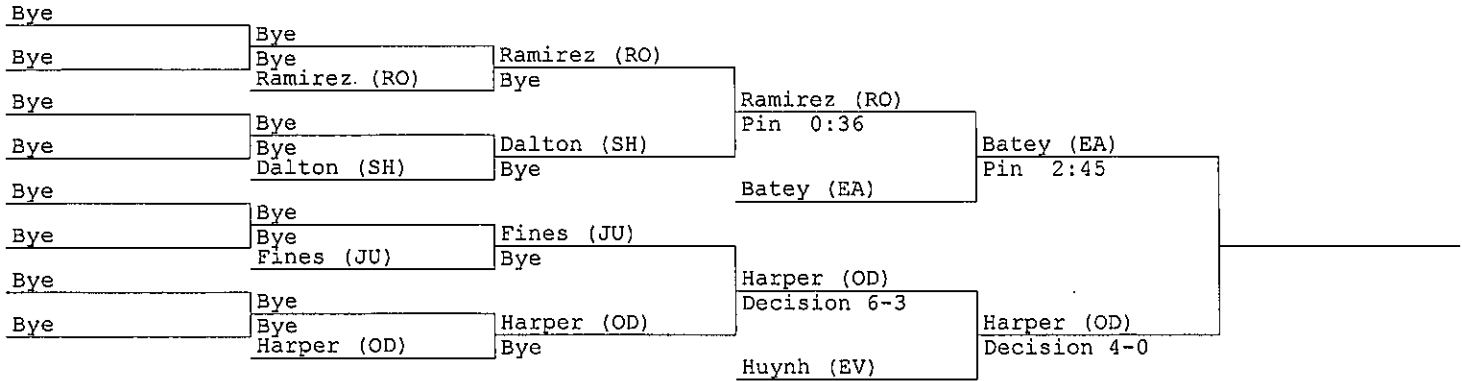 Bye
Bye
Bye
Bye
Bye
Bye
Bye
Bye
Bye
Bye
Ramirez (RO)
Bye
Bye
Dalton (SH)
Bye
Bye
Fines (JU)
Bye
Bye
Harper (OD)
Ramirez (RO)
Bye
Dalton (SH)
Bye
Fines (JU)
Bye
Harper (OD)
Bye
Ramirez (RO)
Pin 0:36
Batey (EA)
Harper (OD)
Decision 6-3
Huynh (EV)
Batey (EA)
Pin 2:45
Harper (OD)
Decision 4-0